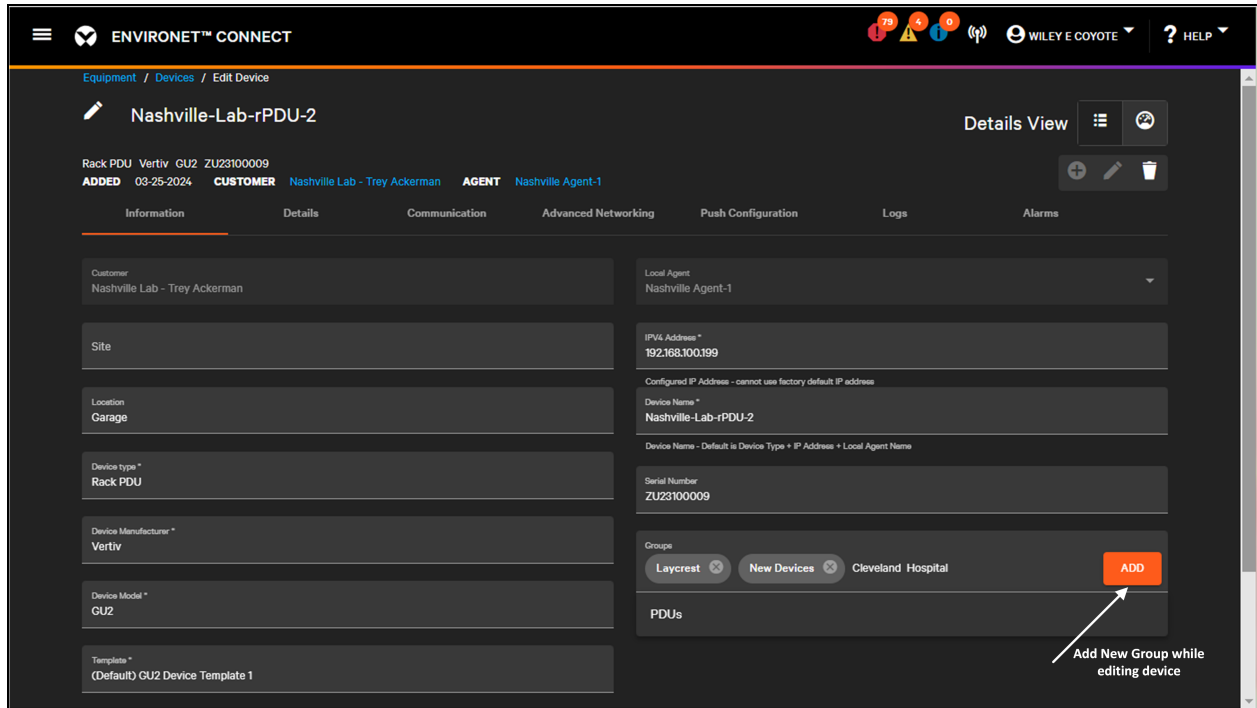 ENVIRONET™ CONNECT
79
4
0
WILEY E COYOTE
? HELP
Equipment / Devices / Edit Device
Nashville-Lab-rPDU-2
Details View
Rack PDU Vertiv GU2 ZU23100009
ADDED 03-25-2024 CUSTOMER Nashville Lab - Trey Ackerman AGENT Nashville Agent-1
Information Details Communication Advanced Networking Push Configuration Logs Alarms
Customer
Nashville Lab - Trey Ackerman
Site
Location
Garage
Device type *
Rack PDU
Device Manufacturer *
Vertiv
Device Model *
GU2
Template *
(Default) GU2 Device Template 1
Local Agent
Nashville Agent-1
IPV4 Address *
192.168.100.199
Configured IP Address - cannot use factory default IP address
Device Name *
Nashville-Lab-rPDU-2
Device Name - Default is Device Type + IP Address + Local Agent Name
Serial Number
ZU23100009
Groups
Laycrest New Devices Cleveland Hospital ADD
PDUs
Add New Group while
editing device